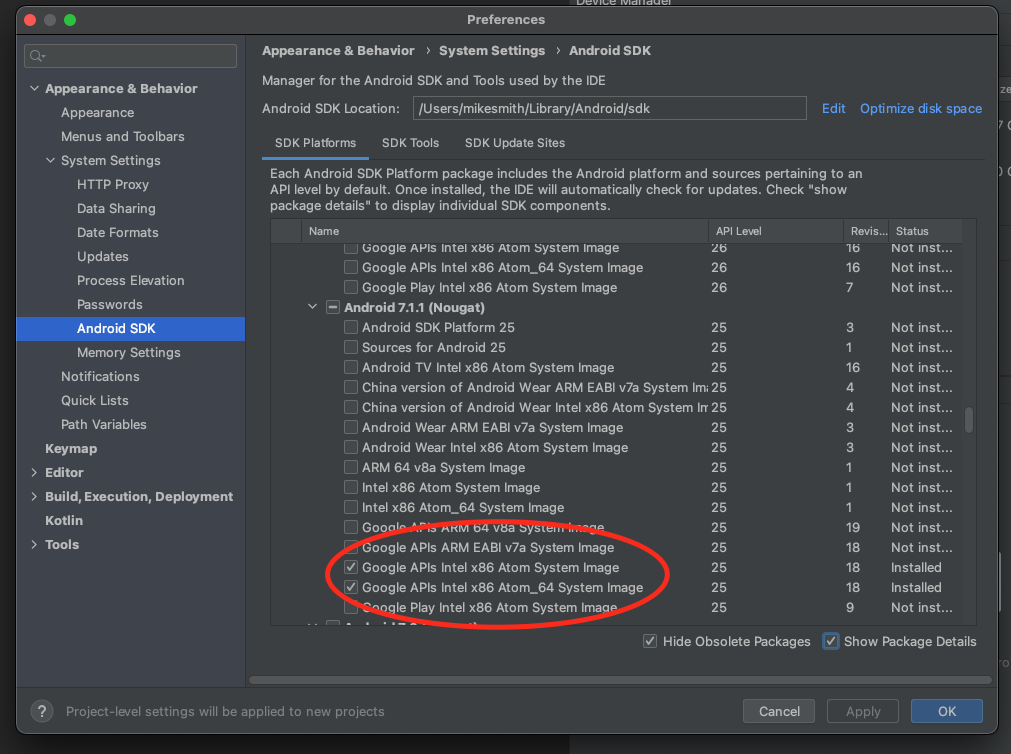 Device Manager
Preferences
Appearance & Behavior
Appearance
Menus and Toolbars
System Settings
HTTP Proxy
Data Sharing
Date Formats
Updates
Process Elevation
Passwords
Android SDK
Memory Settings
Notifications
Quick Lists
Path Variables
Keymap
Editor
Build, Execution, Deployment
Kotlin
Tools
Appearance & Behavior › System Settings › Android SDK
Manager for the Android SDK and Tools used by the IDE
Android SDK Location: /Users/mikesmith/Library/Android/sdk Edit Optimize disk space
SDK Platforms SDK Tools SDK Update Sites
Each Android SDK Platform package includes the Android platform and sources pertaining to an
API level by default. Once installed, the IDE will automatically check for updates. Check "show
package details" to display individual SDK components.
Name API Level Revis... Status
Google APIs Intel x86 Atom System Image 26 16 Not inst...
Google APIs Intel x86 Atom_64 System Image 26 16 Not inst...
Google Play Intel x86 Atom System Image 26 7 Not inst...
Android 7.1.1 (Nougat)
Android SDK Platform 25 25 3 Not inst...
Sources for Android 25 25 1 Not inst...
Android TV Intel x86 Atom System Image 25 16 Not inst...
China version of Android Wear ARM EABI v7a System Im 25 4 Not inst...
China version of Android Wear Intel x86 Atom System Im 25 4 Not inst...
Android Wear ARM EABI v7a System Image 25 3 Not inst...
Android Wear Intel x86 Atom System Image 25 3 Not inst...
ARM 64 v8a System Image 25 1 Not inst...
Intel x86 Atom System Image 25 1 Not inst...
Intel x86 Atom_64 System Image 25 1 Not inst...
Google APIs ARM 64 v8a System Image 25 19 Not inst...
Google APIs ARM EABI v7a System Image 25 18 Not inst...
Google APIs Intel x86 Atom System Image 25 18 Installed
Google APIs Intel x86 Atom_64 System Image 25 18 Installed
Google Play Intel x86 Atom System Image 25 9 Not inst...
Hide Obsolete Packages Show Package Details
? Project-level settings will be applied to new projects
Cancel Apply OK